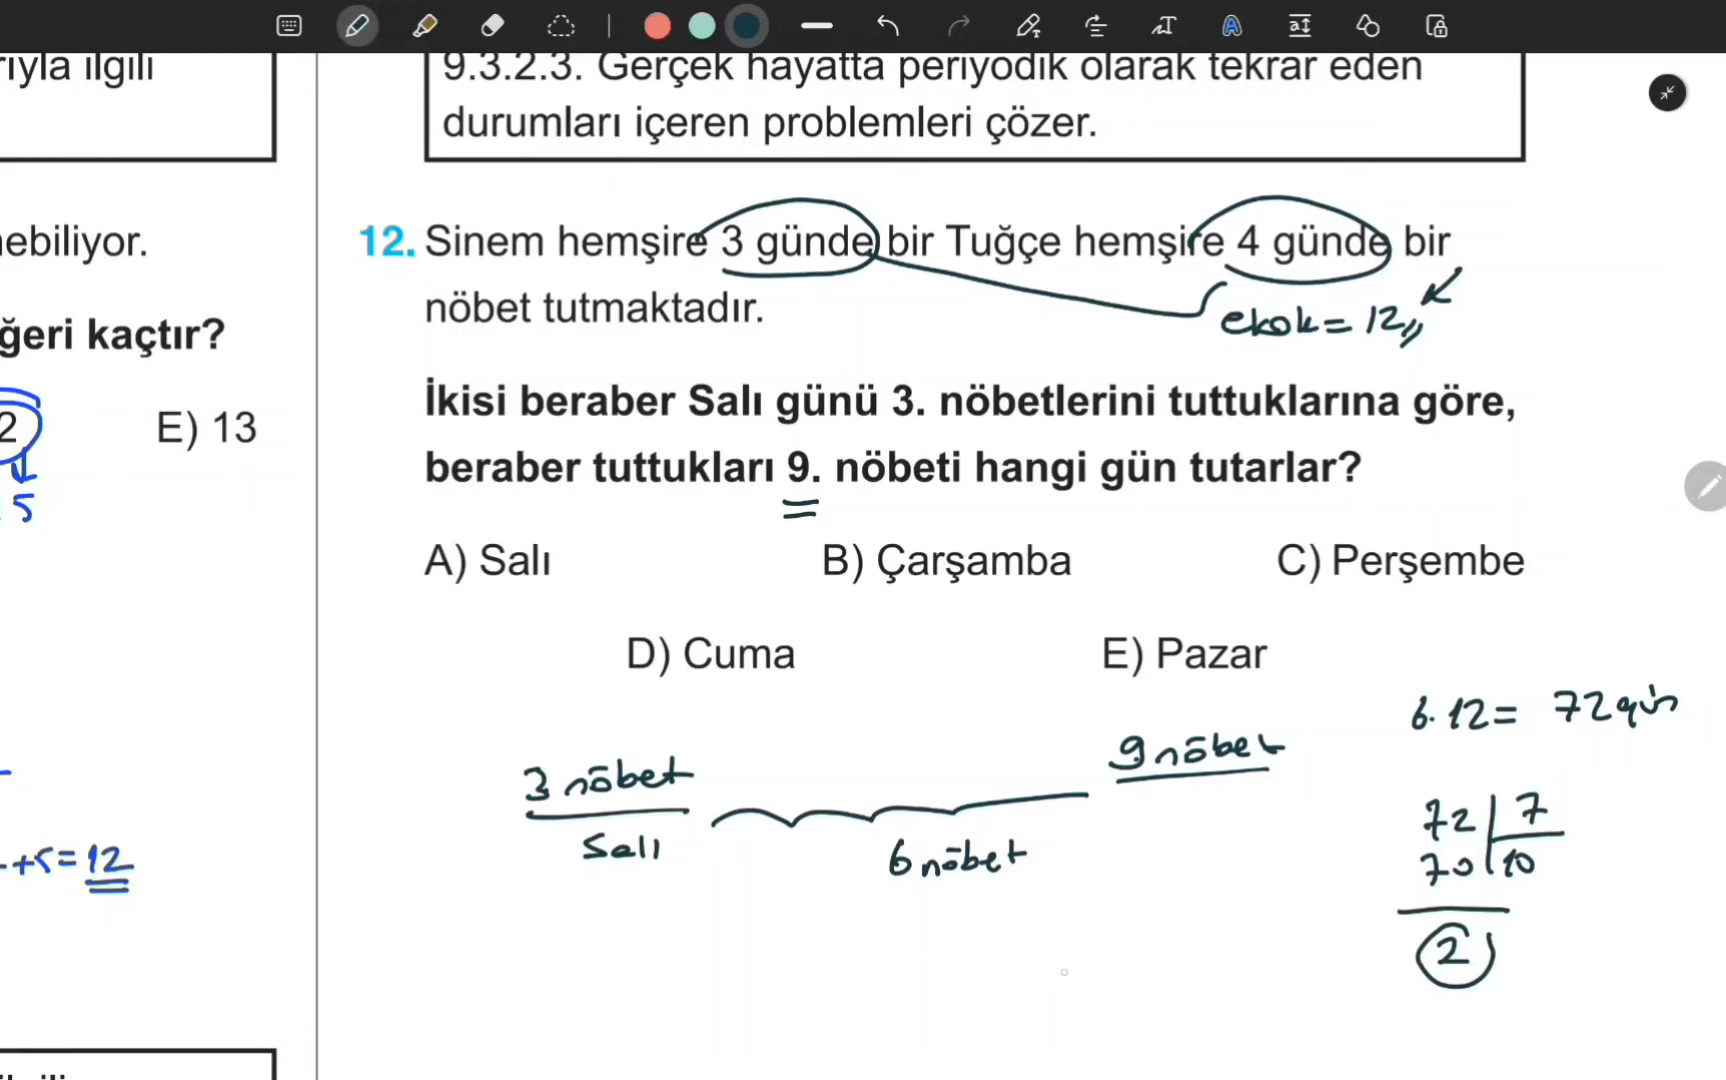 rıyla ilgili
ebiliyor.
ğeri kaçtır?
2
E) 13
5
+5=12
9.3.2.3. Gerçek hayatta periyodik olarak tekrar eden
durumları içeren problemleri çözer.
12. Sinem hemşire 3 günde bir Tuğçe hemşire 4 günde bir
nöbet tutmaktadır.
ekok = 12
İkisi beraber Salı günü 3. nöbetlerini tuttuklarına göre,
beraber tuttukları 9. nöbeti hangi gün tutarlar?
A) Salı
B) Çarşamba
C) Perşembe
D) Cuma
E) Pazar
6.12= 72 gün
3 nöbet
9 nöbet
Salı
6 nöbet
72 7
70 10
2